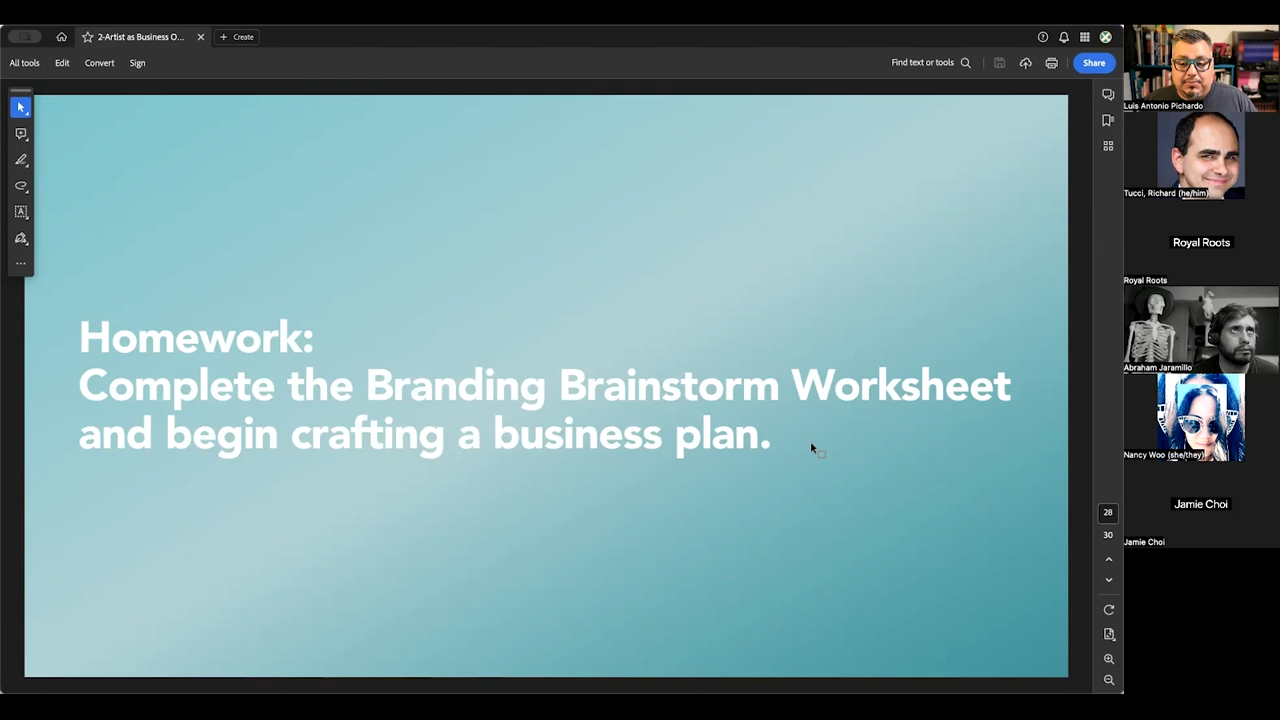 2-Artist as Business O...
Create
All tools
Edit
Convert
Sign
Find text or tools
Share
Homework:
Complete the Branding Brainstorm Worksheet
and begin crafting a business plan.
28
30
Luis Antonio Pichardo
Tucci, Richard (he/him)
Royal Roots
Royal Roots
Abraham Jaramillo
Nancy Woo (she/they)
Jamie Choi
Jamie Choi